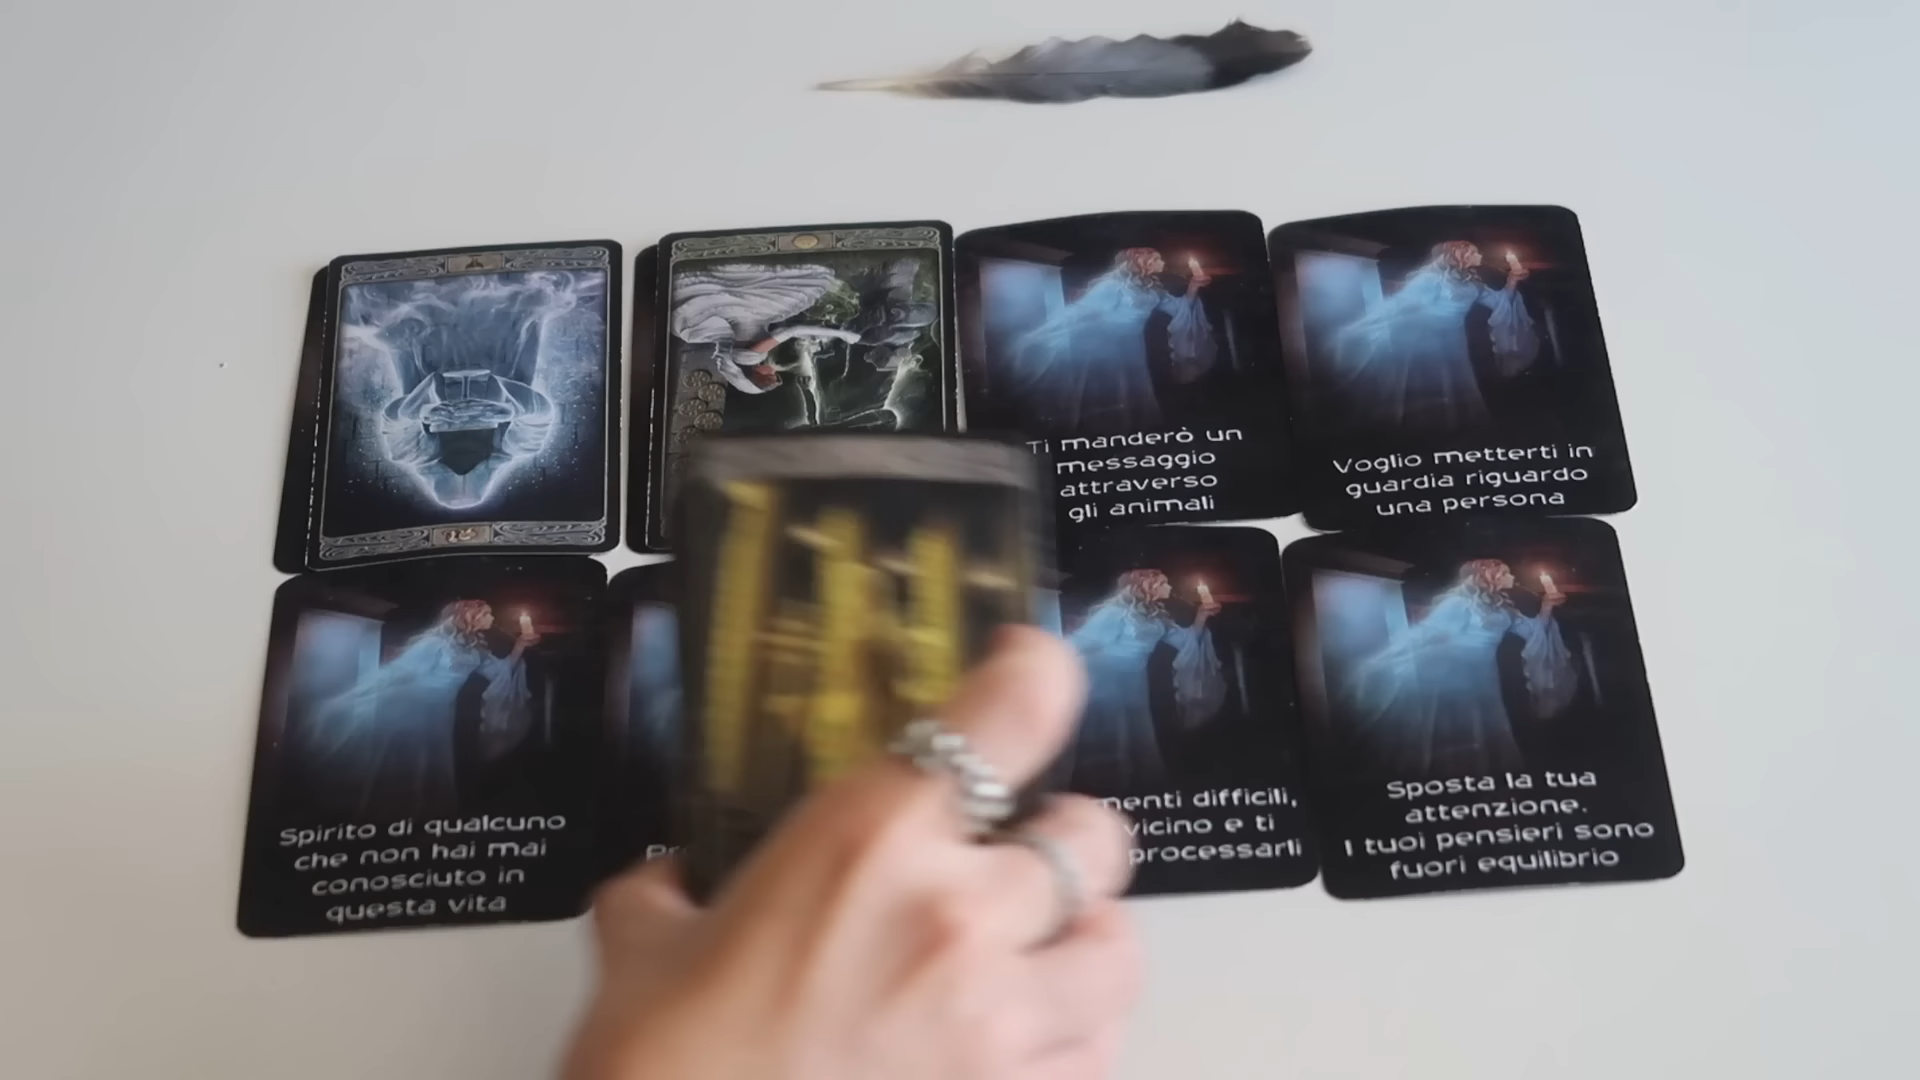 Ti manderò un
messaggio
attraverso
gli animali
Voglio metterti in
guardia riguardo
una persona
Spirito di qualcuno
che non hai mai
conosciuto in
questa vita
difficili,
vicino e ti
processarli
Sposta la tua
attenzione.
I tuoi pensieri sono
fuori equilibrio